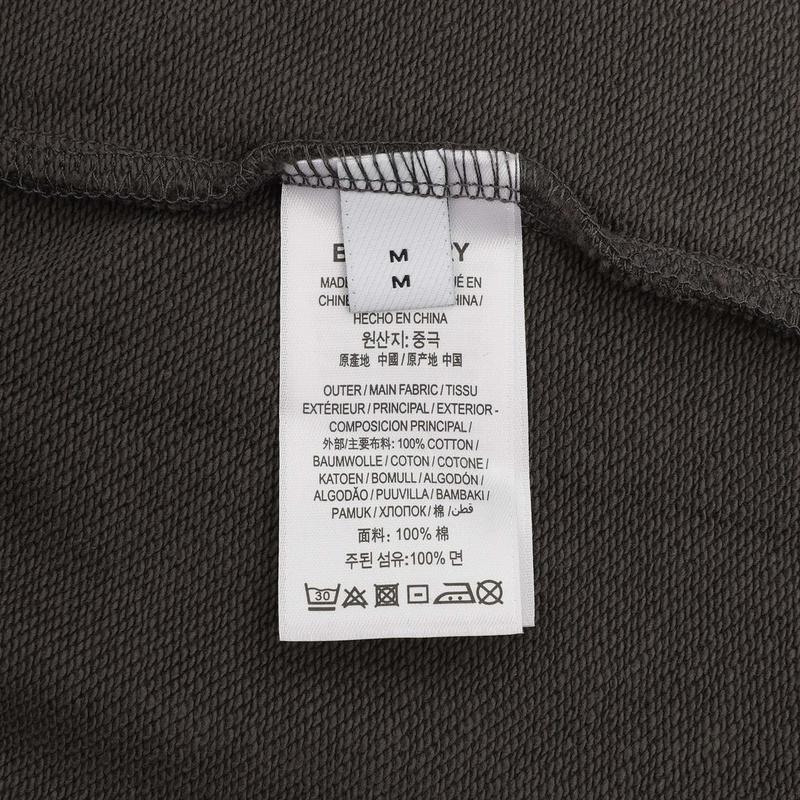 M
M
MADE
CHINE
HECHO EN CHINA
원산지: 중국
原產地 中國 / 原产地 中国
OUTER / MAIN FABRIC / TISSU
EXTÉRIEUR / PRINCIPAL / EXTERIOR -
COMPOSICION PRINCIPAL /
外部/主要布料: 100% COTTON /
BAUMWOLLE / COTON / COTONE /
KATOEN / BOMULL / ALGODÓN /
ALGODÃO / PUUVILLA / BAMBAKI /
PAMUK / ХЛОПОК / 棉 / قطن
面料: 100% 棉
주된 섬유:100% 면
30